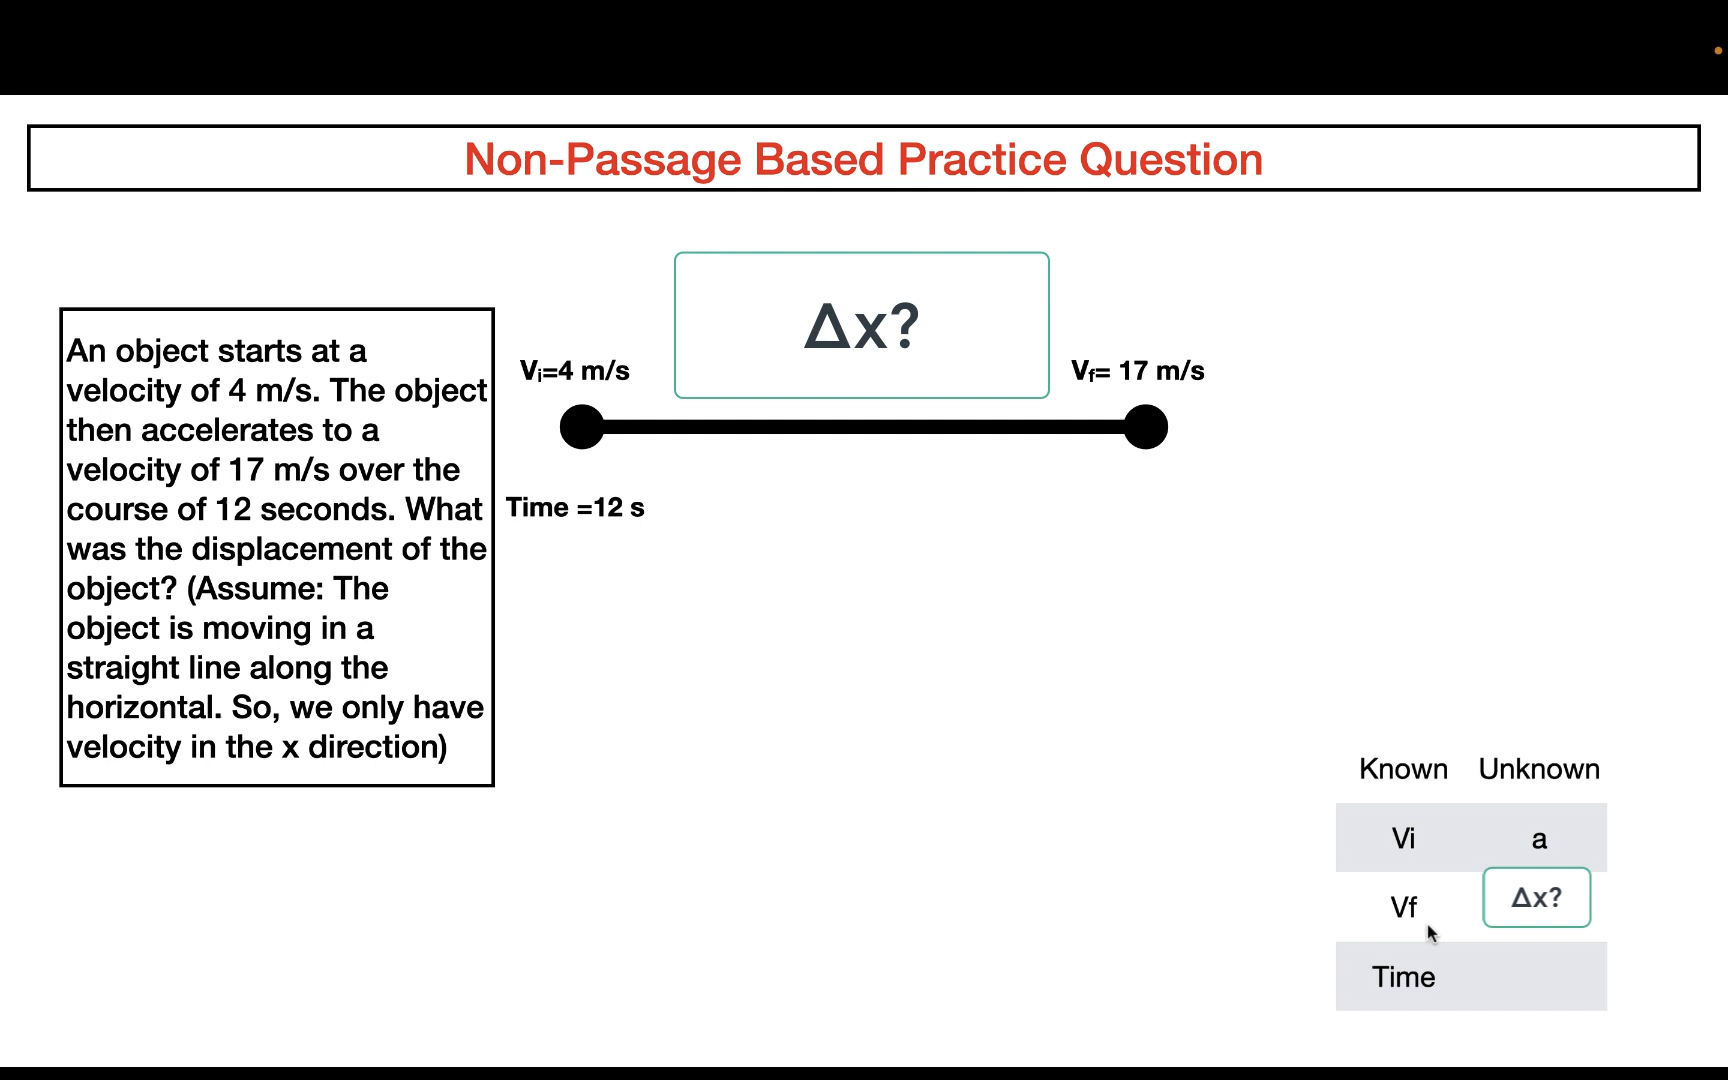 Non-Passage Based Practice Question
Δx?
An object starts at a
velocity of 4 m/s. The object
then accelerates to a
velocity of 17 m/s over the
course of 12 seconds. What
was the displacement of the
object? (Assume: The
object is moving in a
straight line along the
horizontal. So, we only have
velocity in the x direction)
Vᵢ=4 m/s
V𝒇= 17 m/s
Time =12 s
Known Unknown
Vi a
Vf Δx?
Time